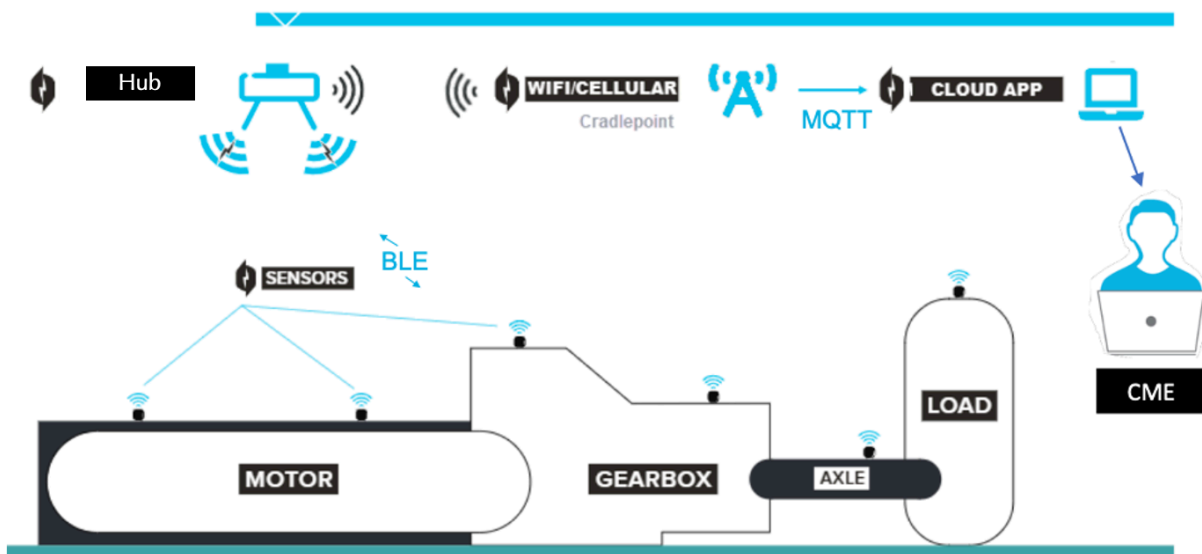 Hub
WIFI/CELLULAR
Cradlepoint
MQTT
CLOUD APP
SENSORS
BLE
CME
LOAD
MOTOR
GEARBOX
AXLE